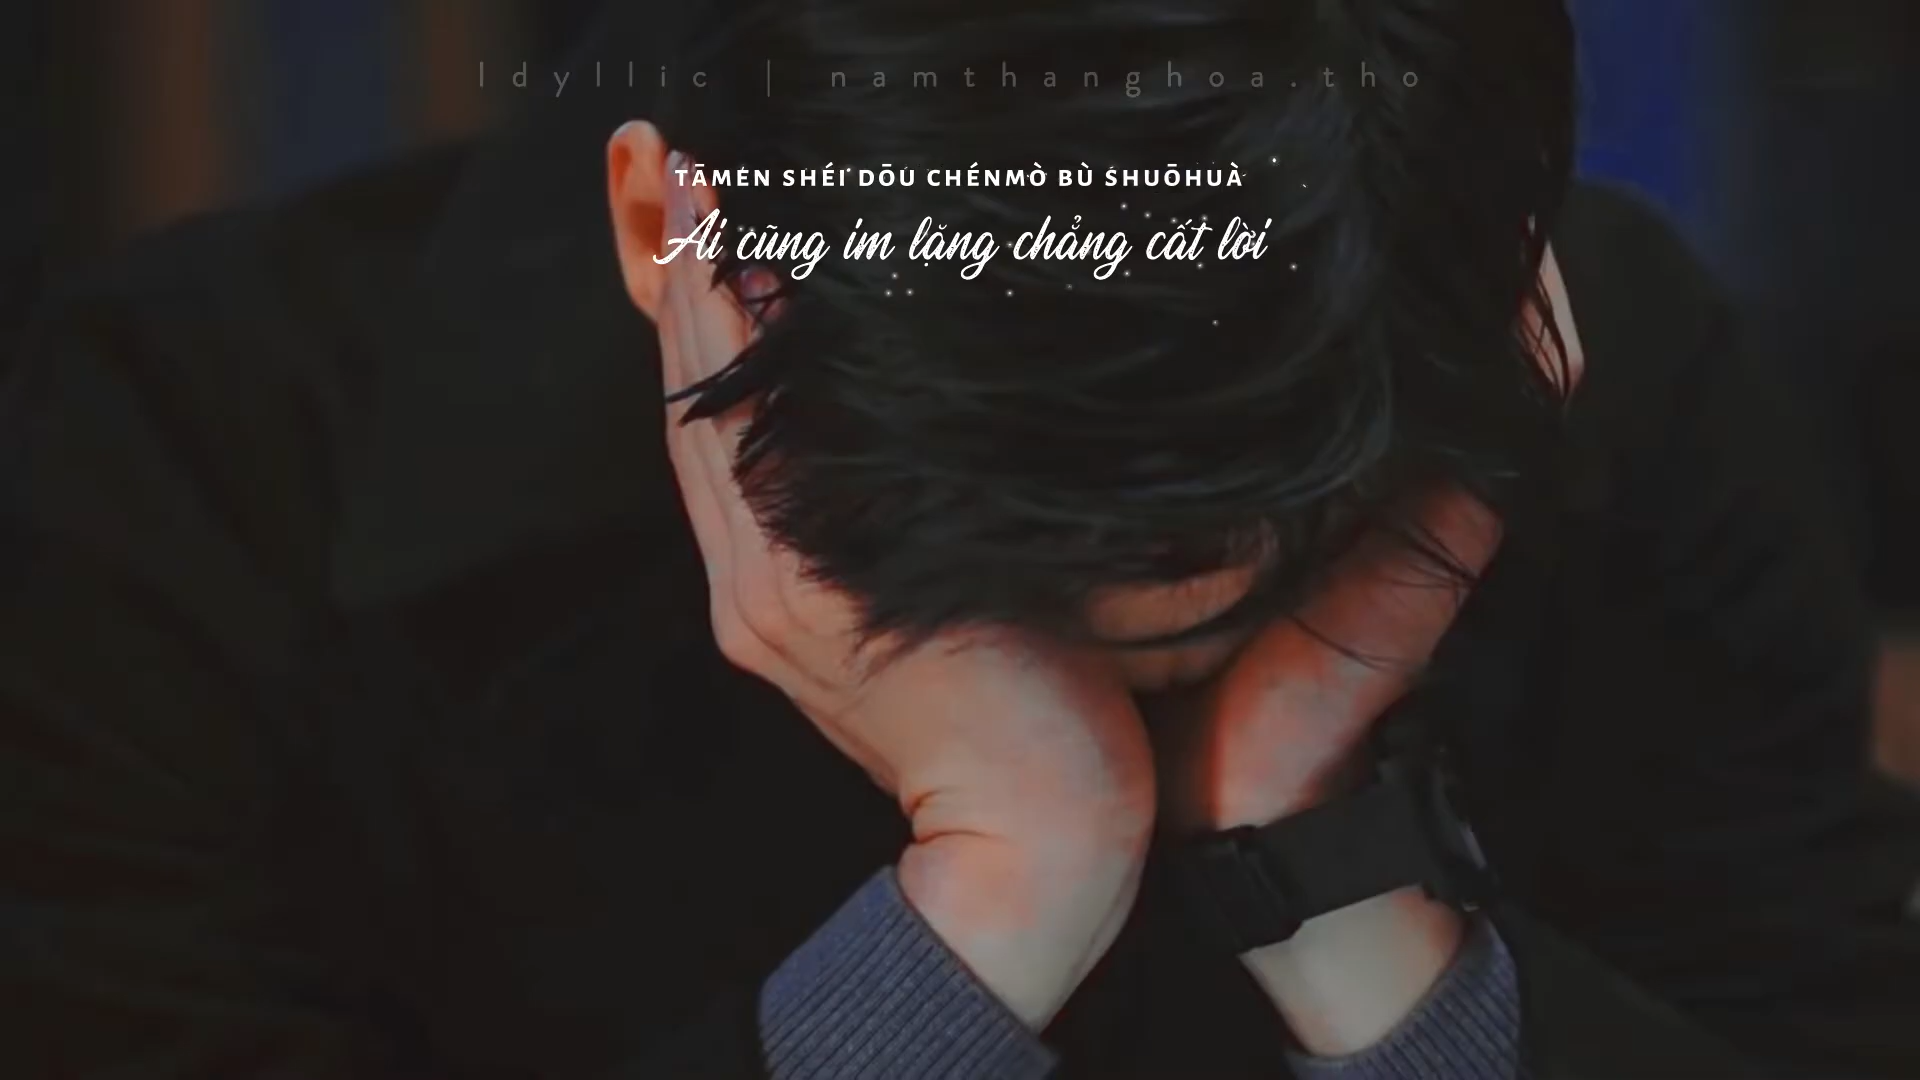 Idyllic | namthanghoa.tho
TĀMEN SHÉI DŌU CHÉNMÒ BÙ SHUŌHUÀ
Ai cũng im lặng chẳng cất lời